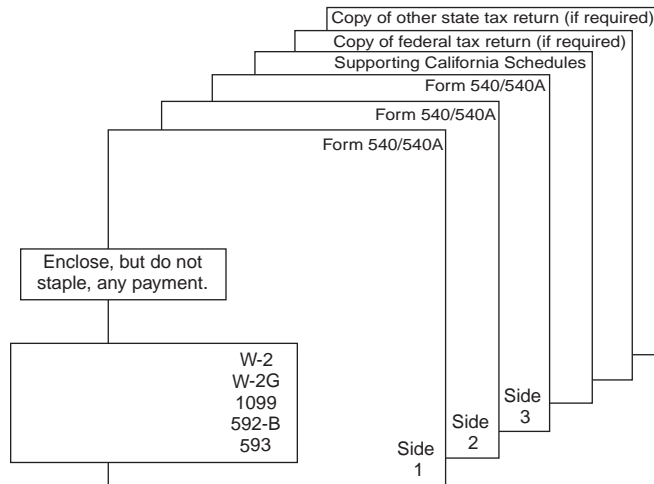 Copy of other state tax return (if required)
Copy of federal tax return (if required)
Supporting California Schedules
Form 540/540A
Form 540/540A
Form 540/540A
Enclose, but do not
staple, any payment.
W-2
W-2G
1099
592-B
593
Side
1
Side
2
Side
3